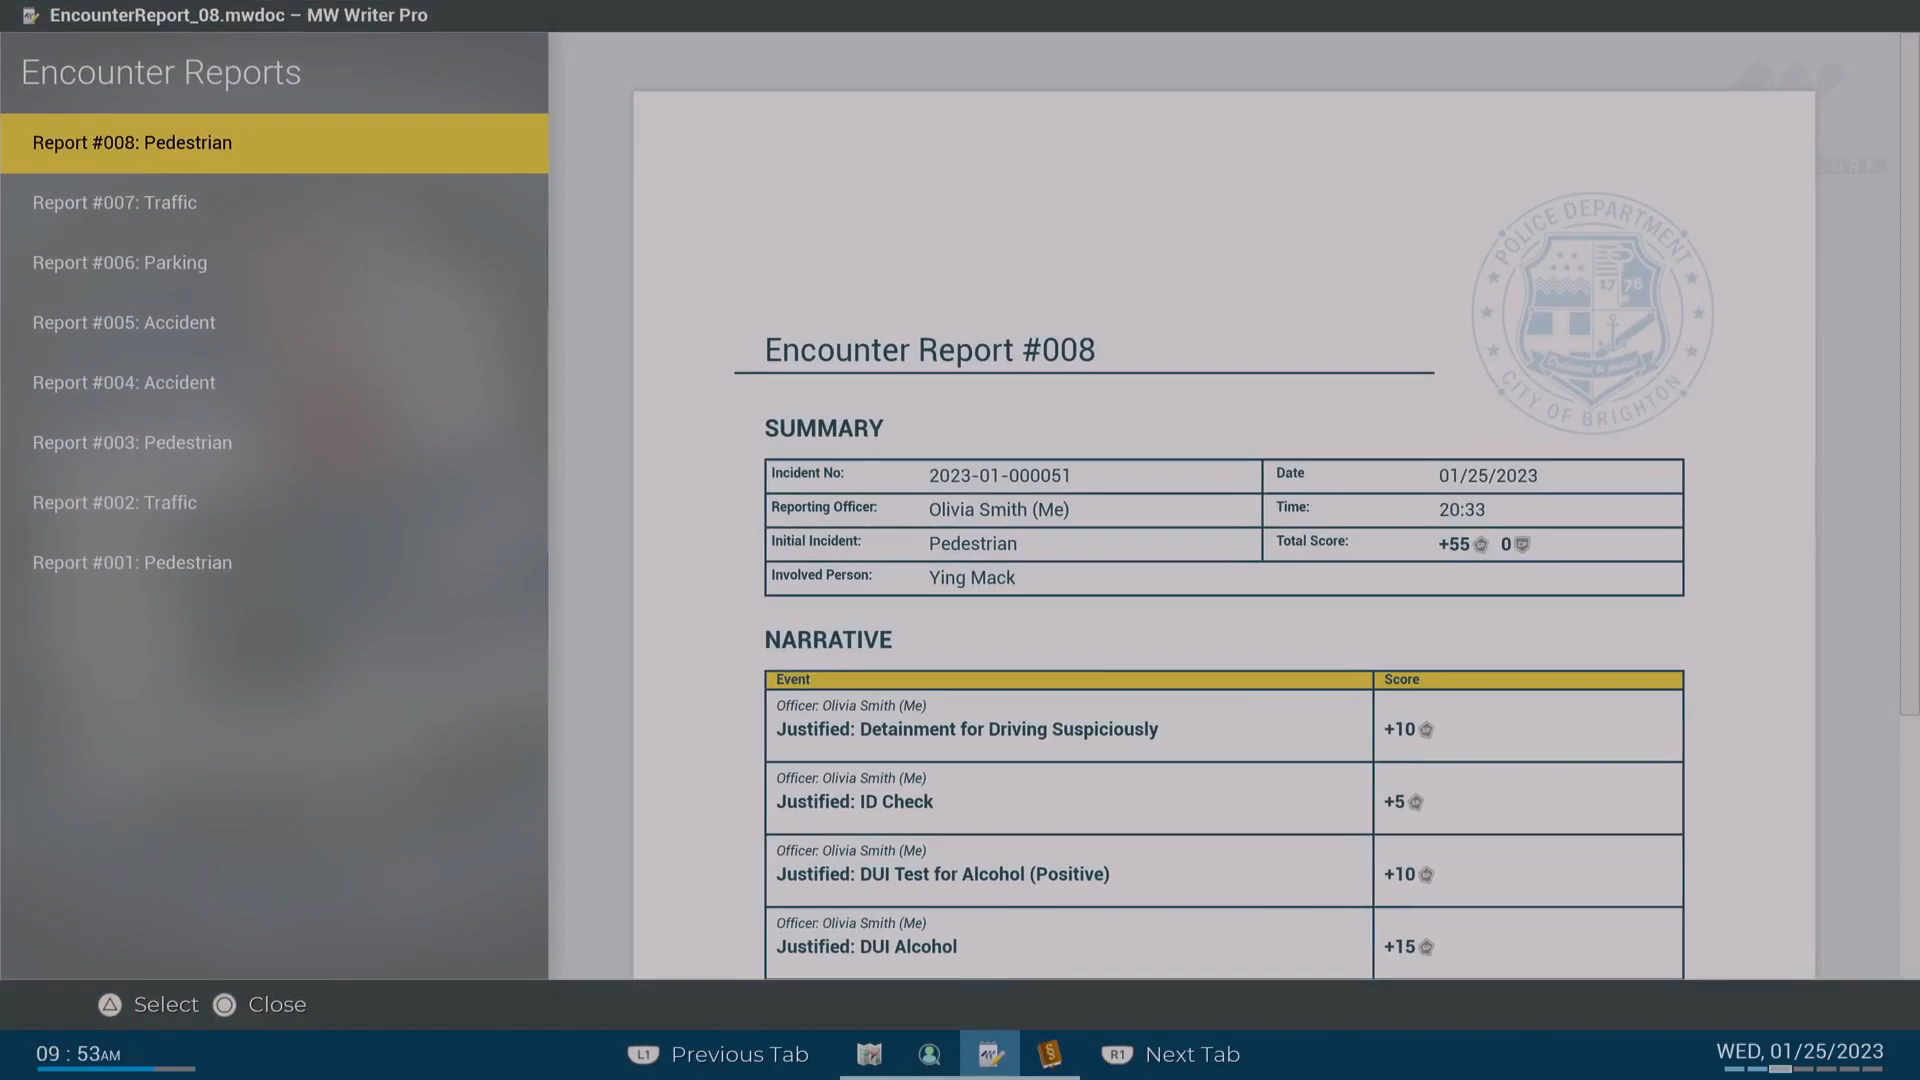 EncounterReport_08.mwdoc – MW Writer Pro
Encounter Reports
Report #008: Pedestrian
Report #007: Traffic
Report #006: Parking
Report #005: Accident
Report #004: Accident
Report #003: Pedestrian
Report #002: Traffic
Report #001: Pedestrian
POLICE DEPARTMENT
1776
CITY OF BRIGHTON
Encounter Report #008
SUMMARY
Incident No: 2023-01-000051 Date 01/25/2023
Reporting Officer: Olivia Smith (Me) Time: 20:33
Initial Incident: Pedestrian Total Score: +55 0
Involved Person: Ying Mack
NARRATIVE
Event Score
Officer: Olivia Smith (Me)
Justified: Detainment for Driving Suspiciously +10
Officer: Olivia Smith (Me)
Justified: ID Check +5
Officer: Olivia Smith (Me)
Justified: DUI Test for Alcohol (Positive) +10
Officer: Olivia Smith (Me)
Justified: DUI Alcohol +15
Select Close
09 : 53AM
L1 Previous Tab
R1 Next Tab
WED, 01/25/2023